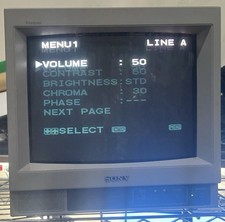 MENU1 LINE A
▶VOLUME : 50
CONTRAST : 60
BRIGHTNESS:STD
CHROMA : 30
PHASE :---
NEXT PAGE
SELECT
SONY